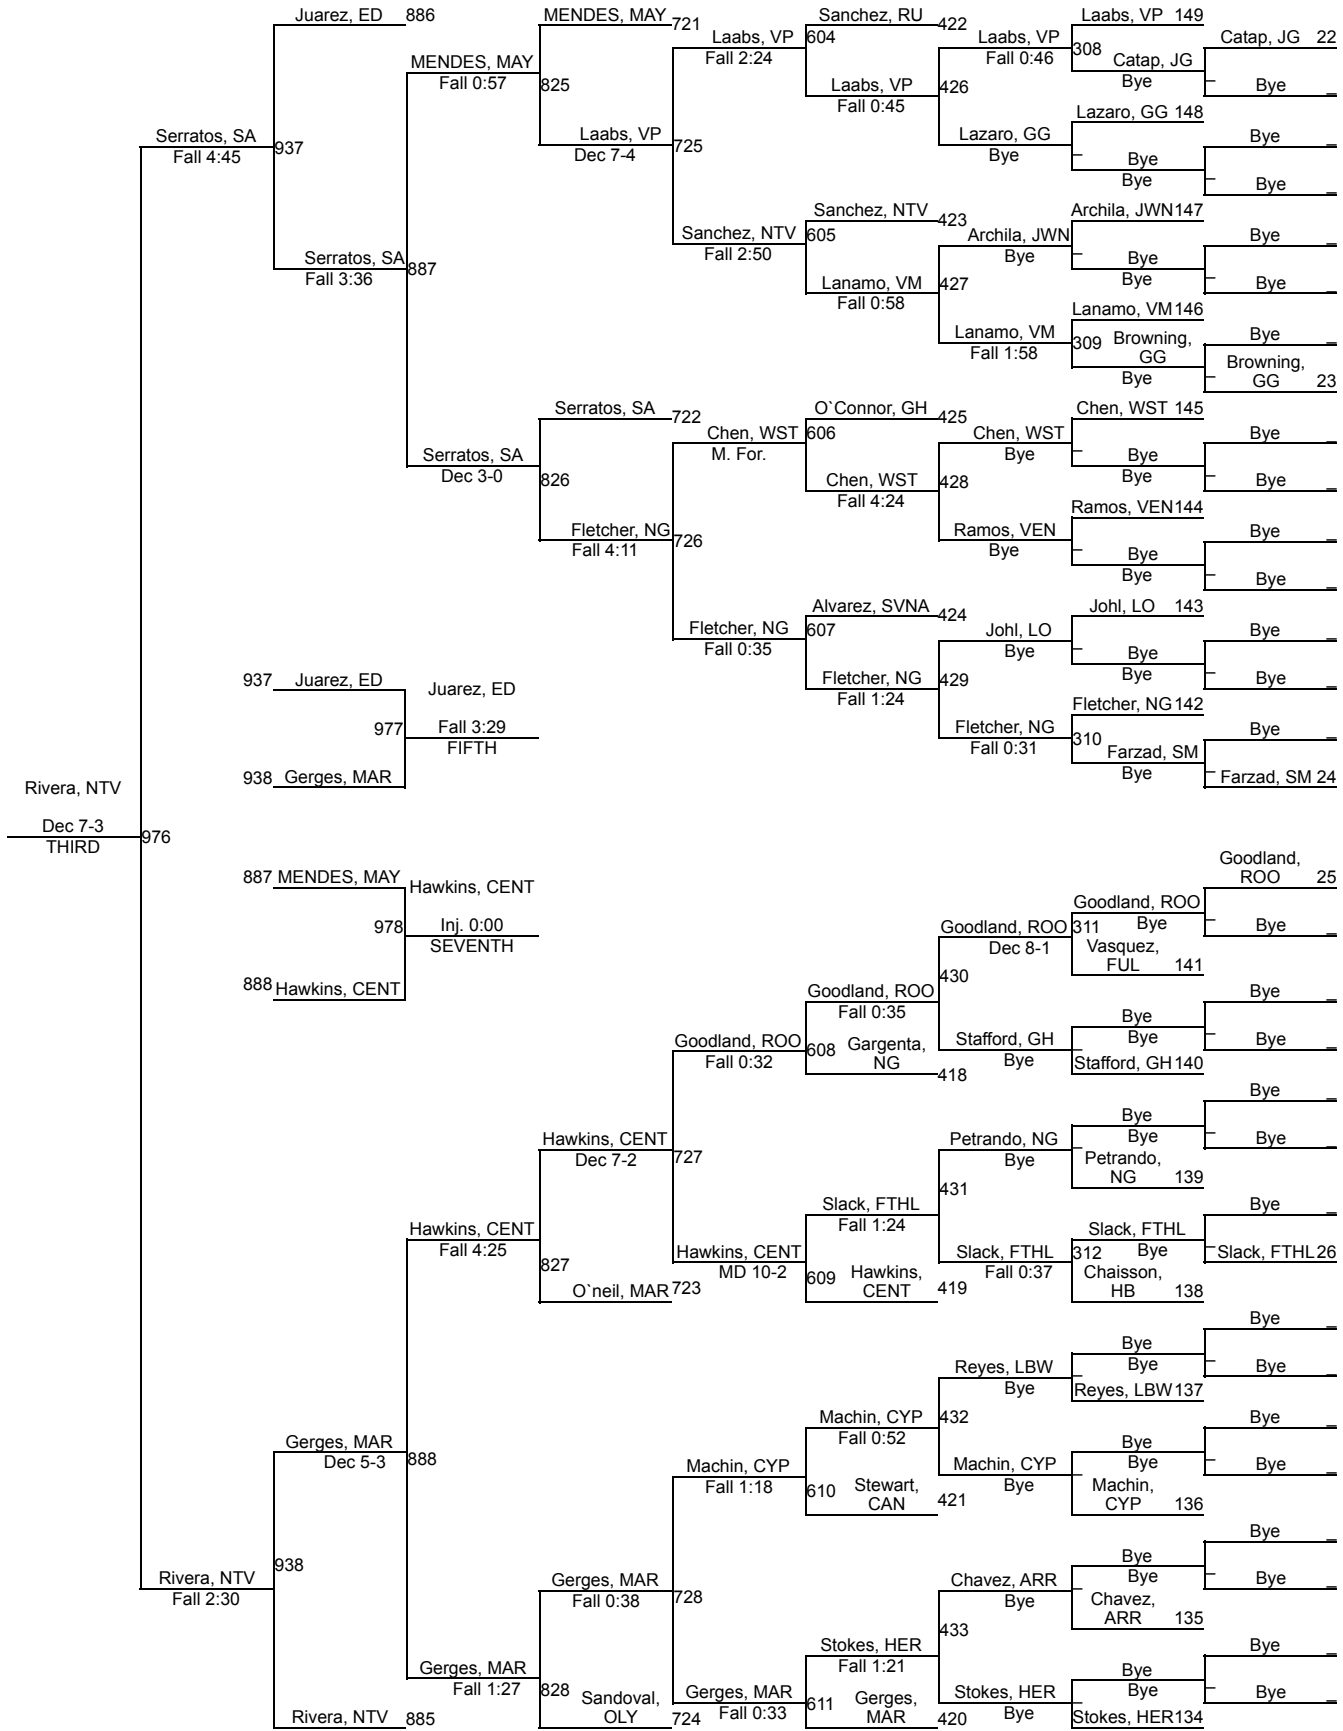 Juarez, ED 886
MENDES, MAY 721
Sanchez, RU 422
Laabs, VP 149
Laabs, VP 604
Laabs, VP 308
Catap, JG 22
Fall 2:24
Fall 0:46
Catap, JG
Bye
MENDES, MAY
Fall 0:57
825
Laabs, VP 426
Fall 0:45
Bye
Lazaro, GG 148
Serratos, SA 937
Fall 4:45
Laabs, VP 725
Dec 7-4
Lazaro, GG
Bye
Bye
Bye
Bye
Bye
Sanchez, NTV 423
Archila, JWN 147
Sanchez, NTV 605
Fall 2:50
Archila, JWN
Bye
Bye
Bye
Bye
Bye
Serratos, SA 887
Fall 3:36
Lanamo, VM 427
Fall 0:58
Lanamo, VM 146
Lanamo, VM 309
Fall 1:58
Browning,
GG
Bye
Bye
Browning,
GG 23
Serratos, SA 722
O`Connor, GH 425
Chen, WST 145
Chen, WST 606
M. For.
Chen, WST
Bye
Bye
Bye
Bye
Bye
Serratos, SA 826
Dec 3-0
Chen, WST 428
Fall 4:24
Ramos, VEN 144
Fletcher, NG 726
Fall 4:11
Ramos, VEN
Bye
Bye
Bye
Bye
Bye
Alvarez, SVNA 424
Johl, LO 143
Fletcher, NG 607
Fall 0:35
Johl, LO
Bye
Bye
Bye
Bye
Bye
937 Juarez, ED
Juarez, ED
Fletcher, NG 429
Fall 1:24
Fletcher, NG 142
977
Fall 3:29
FIFTH
Fletcher, NG 310
Fall 0:31
Farzad, SM
Bye
Bye
938 Gerges, MAR
Farzad, SM 24
Rivera, NTV
Dec 7-3
THIRD
976
Goodland,
ROO 25
887 MENDES, MAY
Hawkins, CENT
Goodland, ROO
Bye
Bye
978
Inj. 0:00
SEVENTH
Goodland, ROO 311
Dec 8-1
Vasquez,
FUL 141
430
888 Hawkins, CENT
Goodland, ROO
Fall 0:35
Bye
Bye
Bye
Bye
Goodland, ROO 608
Fall 0:32
Gargenta,
NG 418
Stafford, GH
Bye
Stafford, GH 140
Bye
Bye
Bye
Bye
Hawkins, CENT 727
Dec 7-2
Petrando, NG
Bye
Petrando,
NG 139
431
Slack, FTHL
Fall 1:24
Bye
Hawkins, CENT
Fall 4:25
827
Hawkins, CENT
MD 10-2
Slack, FTHL 312
Fall 0:37
Slack, FTHL
Bye
Slack, FTHL 26
609 Hawkins,
CENT 419
Chaisson,
HB 138
O`neil, MAR 723
Bye
Bye
Bye
Bye
Reyes, LBW
Bye
Reyes, LBW 137
Machin, CYP 432
Fall 0:52
Bye
Bye
Bye
Bye
Gerges, MAR 888
Dec 5-3
Machin, CYP
Fall 1:18
Machin, CYP
Bye
610 Stewart,
CAN 421
Machin,
CYP 136
Bye
Bye
Bye
Bye
938
Rivera, NTV
Fall 2:30
Gerges, MAR 728
Fall 0:38
Chavez, ARR
Bye
Chavez,
ARR 135
433
Stokes, HER
Fall 1:21
Bye
Bye
Bye
Bye
Gerges, MAR 828
Fall 1:27
Sandoval,
OLY 724
Gerges, MAR 611
Fall 0:33
Gerges,
MAR 420
Stokes, HER
Bye
Stokes, HER 134
Rivera, NTV 885